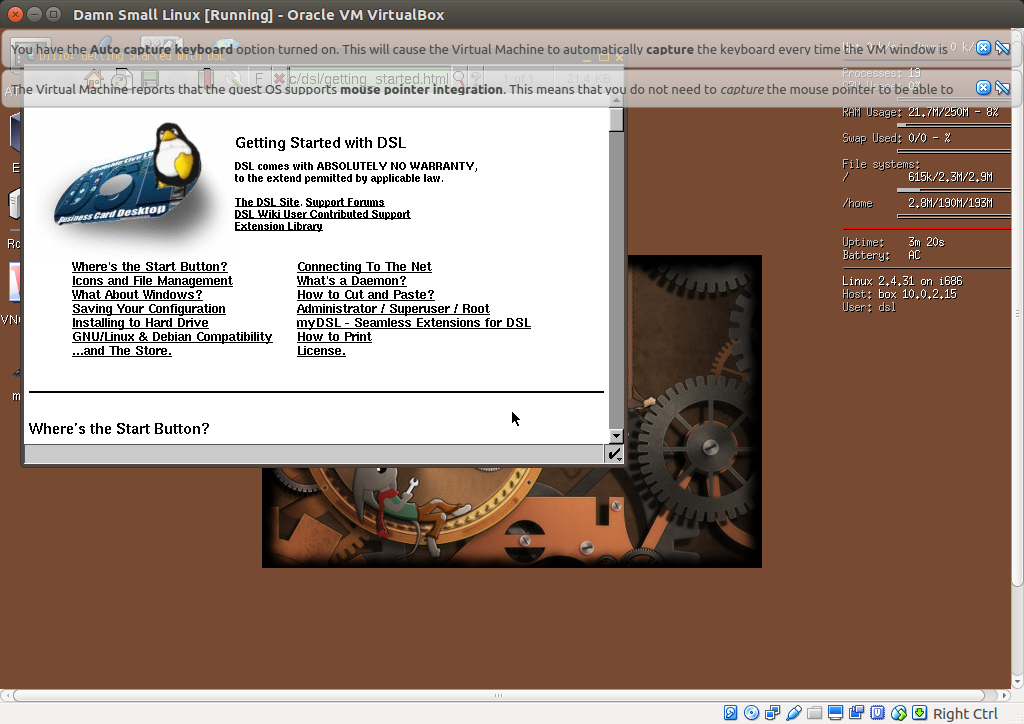 Damn Small Linux [Running] - Oracle VM VirtualBox
You have the Auto capture keyboard option turned on. This will cause the Virtual Machine to automatically capture the keyboard every time the VM window is
Dillo: Getting Started with DSL
c/dsl/getting_started.html
1 of 1
21.4 KB
The Virtual Machine reports that the guest OS supports mouse pointer integration. This means that you do not need to capture the mouse pointer to be able to
Processes: 19
RAM Usage: 21.7M/250M - 8%
Swap Used: 0/0 - %
File systems:
/ 615k/2.3M/2.9M
/home 2.8M/190M/193M
Uptime: 3m 20s
Battery: AC
Linux 2.4.31 on i686
Host: box 10.0.2.15
User: dsl
Getting Started with DSL
DSL comes with ABSOLUTELY NO WARRANTY,
to the extend permitted by applicable law.
The DSL Site. Support Forums
DSL Wiki User Contributed Support
Extension Library
Where's the Start Button?
Icons and File Management
What About Windows?
Saving Your Configuration
Installing to Hard Drive
GNU/Linux & Debian Compatibility
...and The Store.
Connecting To The Net
What's a Daemon?
How to Cut and Paste?
Administrator / Superuser / Root
myDSL - Seamless Extensions for DSL
How to Print
License.
Where's the Start Button?
Business Card Desktop
Right Ctrl